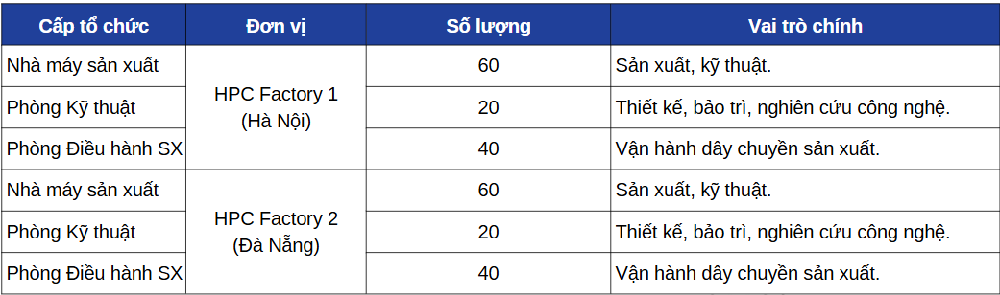 Cấp tổ chức Đơn vị Số lượng Vai trò chính
Nhà máy sản xuất 60 Sản xuất, kỹ thuật.
HPC Factory 1
(Hà Nội)
Phòng Kỹ thuật 20 Thiết kế, bảo trì, nghiên cứu công nghệ.
Phòng Điều hành SX 40 Vận hành dây chuyền sản xuất.
Nhà máy sản xuất 60 Sản xuất, kỹ thuật.
HPC Factory 2
(Đà Nẵng)
Phòng Kỹ thuật 20 Thiết kế, bảo trì, nghiên cứu công nghệ.
Phòng Điều hành SX 40 Vận hành dây chuyền sản xuất.